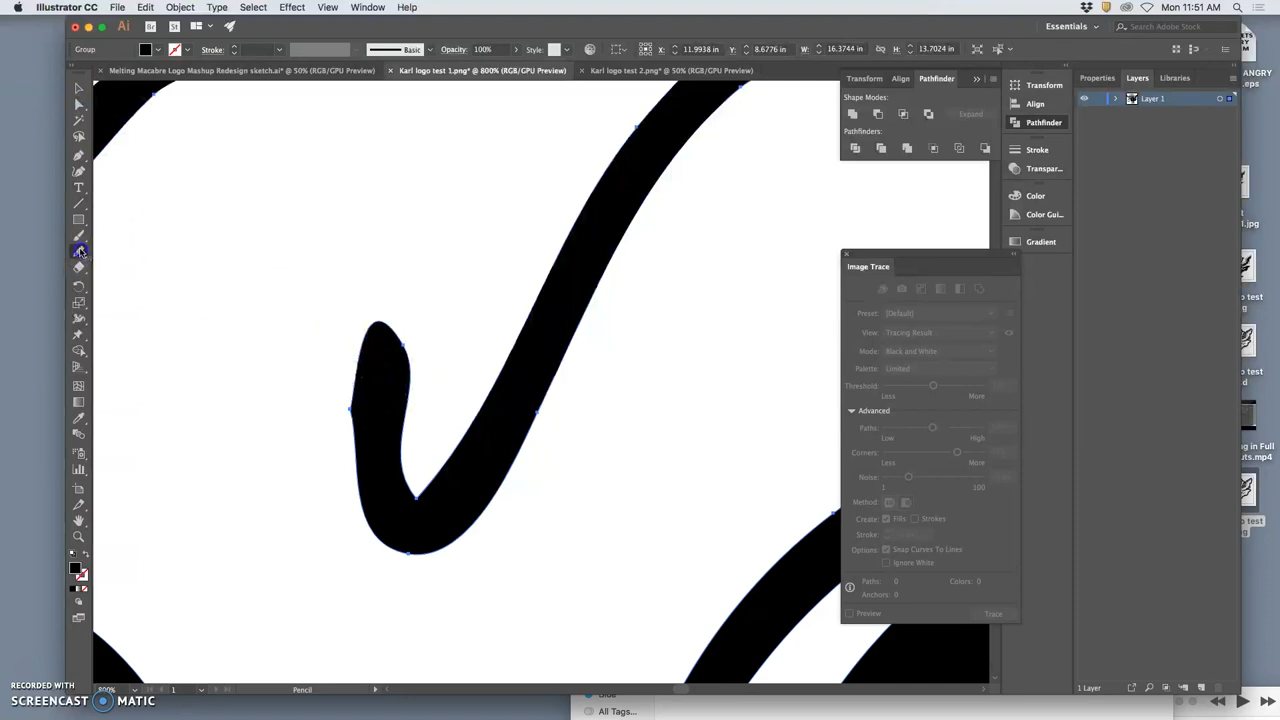 Illustrator CC File Edit Object Type Select Effect View Window Help Mon 11:51 AM
Ai Br St Essentials Search Adobe Stock
Group Stroke: Basic Opacity: 100% Style: X: 11.9938 in Y: 8.6776 in W: 16.3744 in H: 13.7024 in
× Melting Macabre Logo Mashup Redesign sketch.ai* @ 50% (RGB/GPU Preview) × Karl logo test 1.png* @ 800% (RGB/GPU Preview) × Karl logo test 2.png* @ 50% (RGB/GPU Preview)
Transform Align Pathfinder
Shape Modes:
Expand
Pathfinders:
Transform
Align
Pathfinder
Stroke
Transpar...
Color
Color Gui...
Gradient
Properties Layers Libraries
Layer 1
Image Trace
Preset: [Default]
View: Tracing Result
Mode: Black and White
Palette: Limited
Threshold:
Less More
Advanced
Paths:
Low High
Corners:
Less More
Noise:
1 100
Method:
Create: Fills Strokes
Stroke:
Options: Snap Curves To Lines
Ignore White
Paths: 0 Colors: 0
Anchors: 0
Preview Trace
800% 1 Pencil
1 Layer
All Tags...
ANGRY
.eps
.jpg
RECORDED WITH
SCREENCAST MATIC